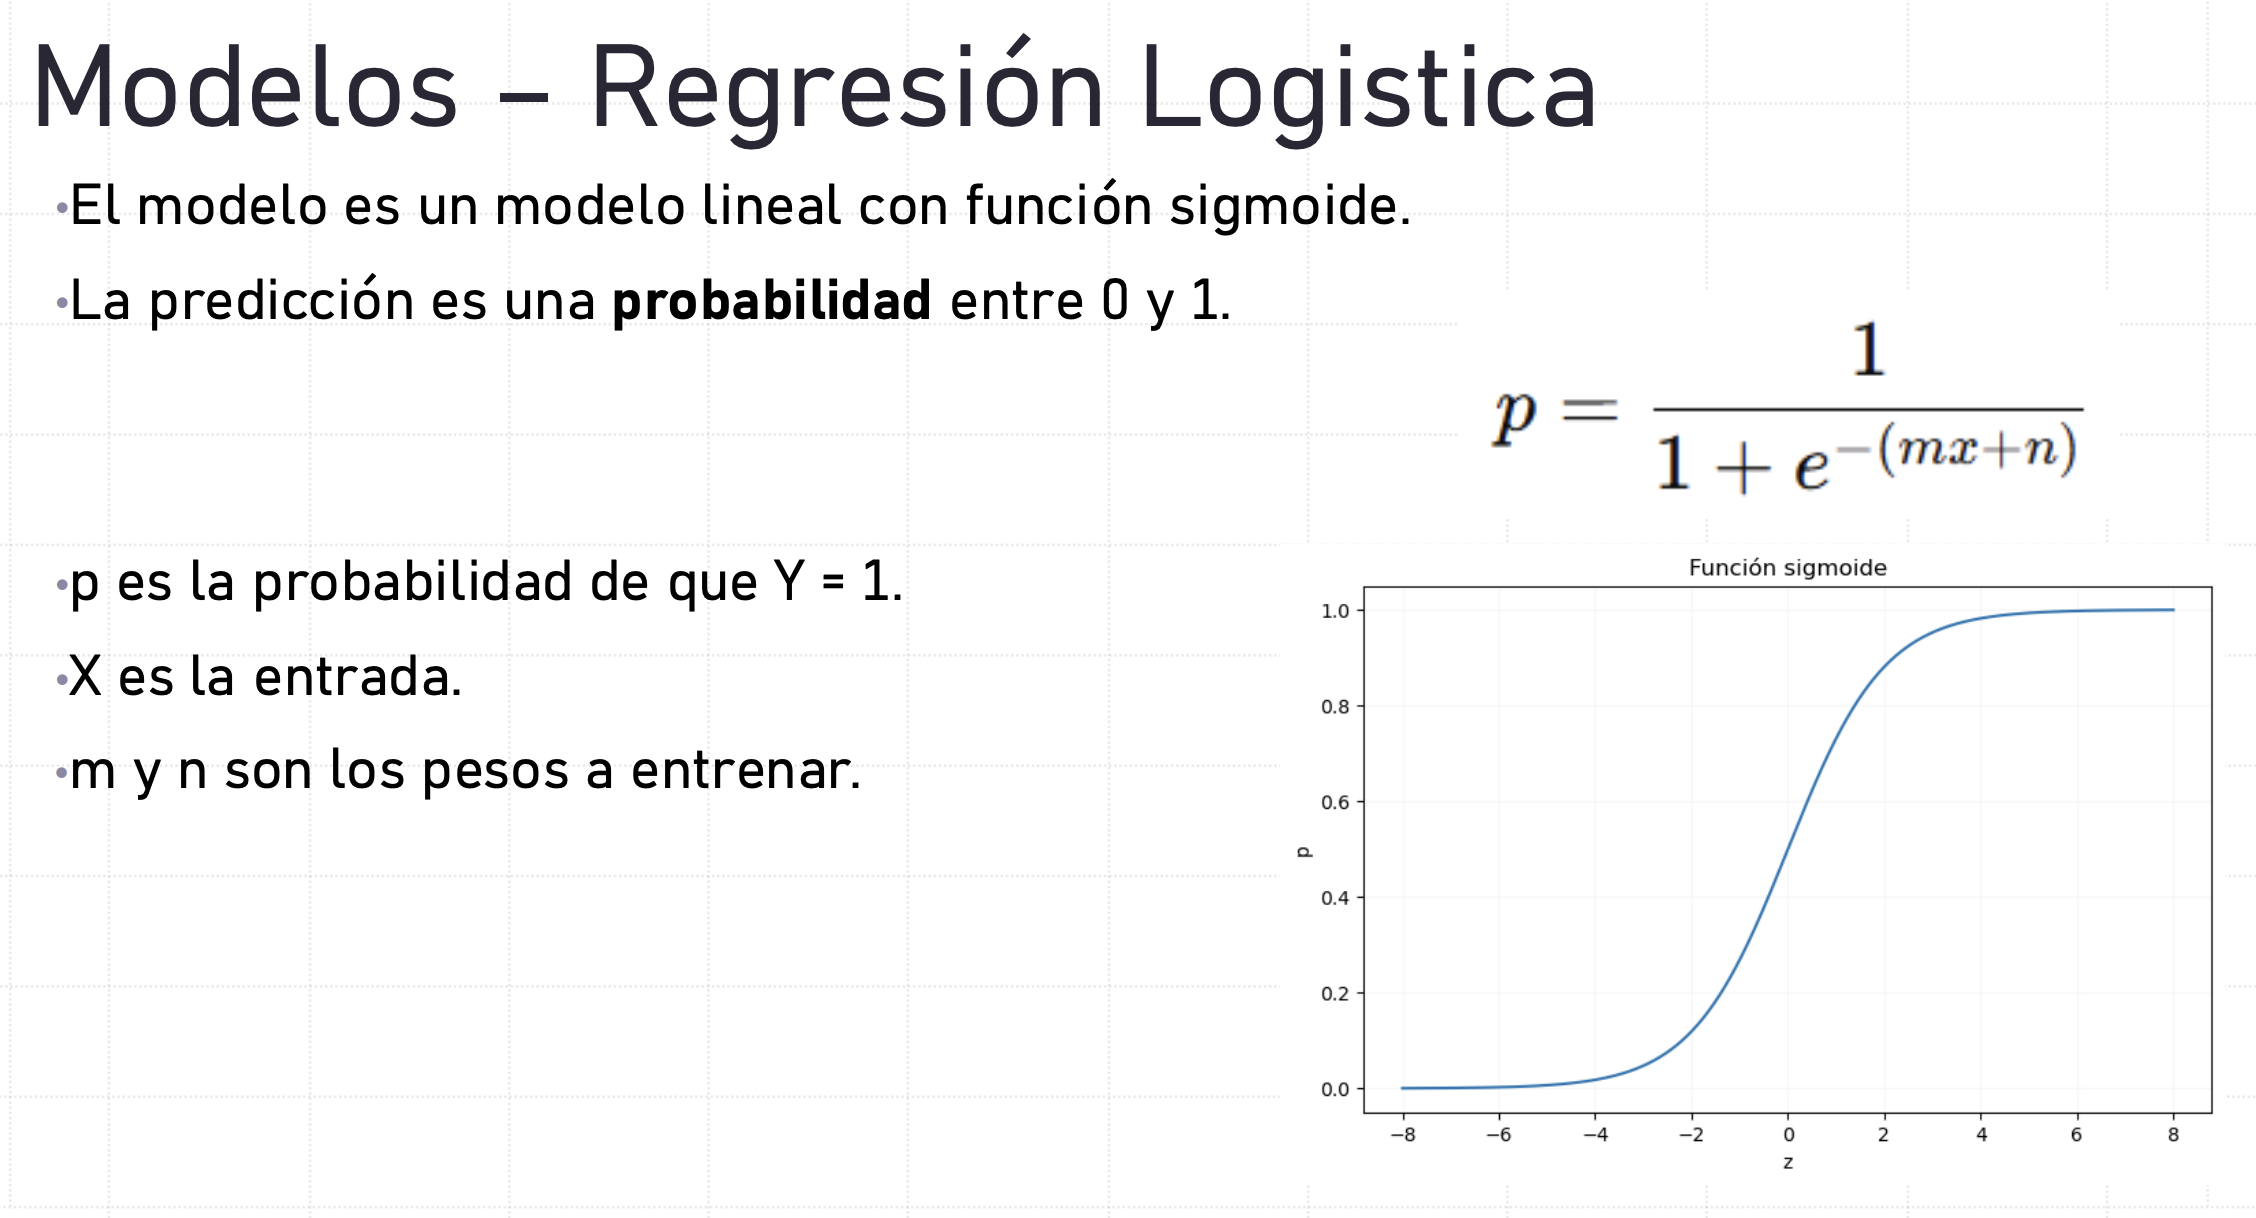 Modelos – Regresión Logistica
•El modelo es un modelo lineal con función sigmoide.
•La predicción es una probabilidad entre 0 y 1.
p = 1 / (1 + e^{-(mx+n)})
•p es la probabilidad de que Y = 1.
•X es la entrada.
•m y n son los pesos a entrenar.
Función sigmoide
1.0
0.8
0.6
0.4
0.2
0.0
p
−8 −6 −4 −2 0 2 4 6 8
z